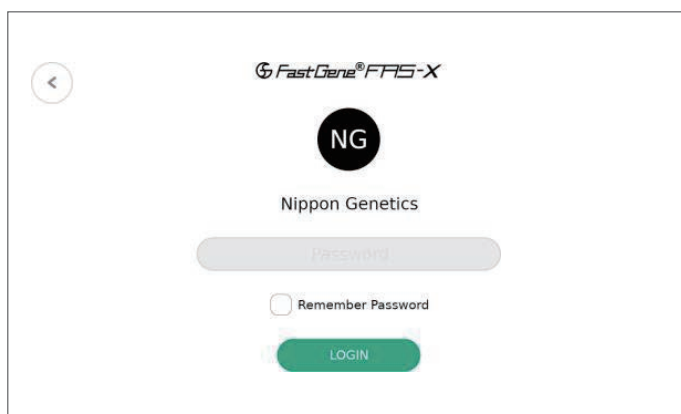 FastGene® FAS-X
NG
Nippon Genetics
Password
Remember Password
LOGIN